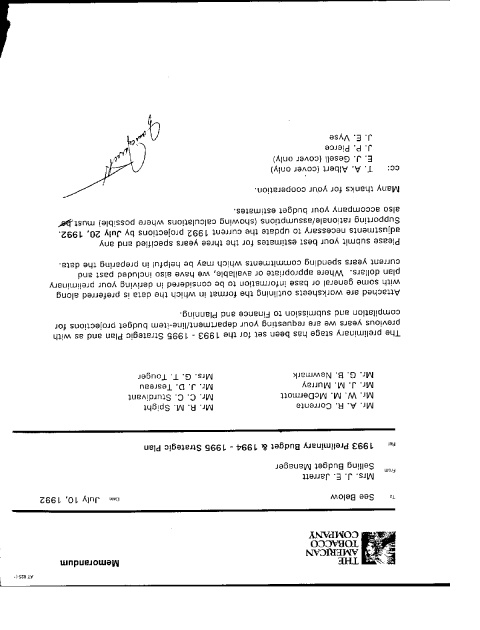 AT 825-J
Memorandum
THE
AMERICAN
TOBACCO
COMPANY
To See Below Date July 10, 1992
From Mrs. J. E. Jarrett
Selling Budget Manager
Re: 1993 Preliminary Budget & 1994 - 1995 Strategic Plan
Mr. A. R. Corrente Mr. R. M. Spight
Mr. W. M. McDermott Mr. C. C. Sturdivant
Mr. J. M. Murray Mr. J. D. Tesreau
Mr. G. B. Newmark Mrs. G. T. Touger
The preliminary stage has been set for the 1993 - 1995 Strategic Plan and as with
previous years we are requesting your department/line-item budget projections for
compilation and submission to Finance and Planning.
Attached are worksheets outlining the format in which the data is preferred along
with some general or base information to be considered in deriving your preliminary
plan dollars. Where appropriate or available, we have also included past and
current years spending commitments which may be helpful in preparing the data.
Please submit your best estimates for the three years specified and any
adjustments necessary to update the current 1992 projections by July 20, 1992.
Supporting rationale/assumptions (showing calculations where possible) must be
also accompany your budget estimates.
Many thanks for your cooperation.
cc: T. A. Albert (cover only)
E. J. Gesell (cover only)
J. P. Pierce
J. E. Vyse